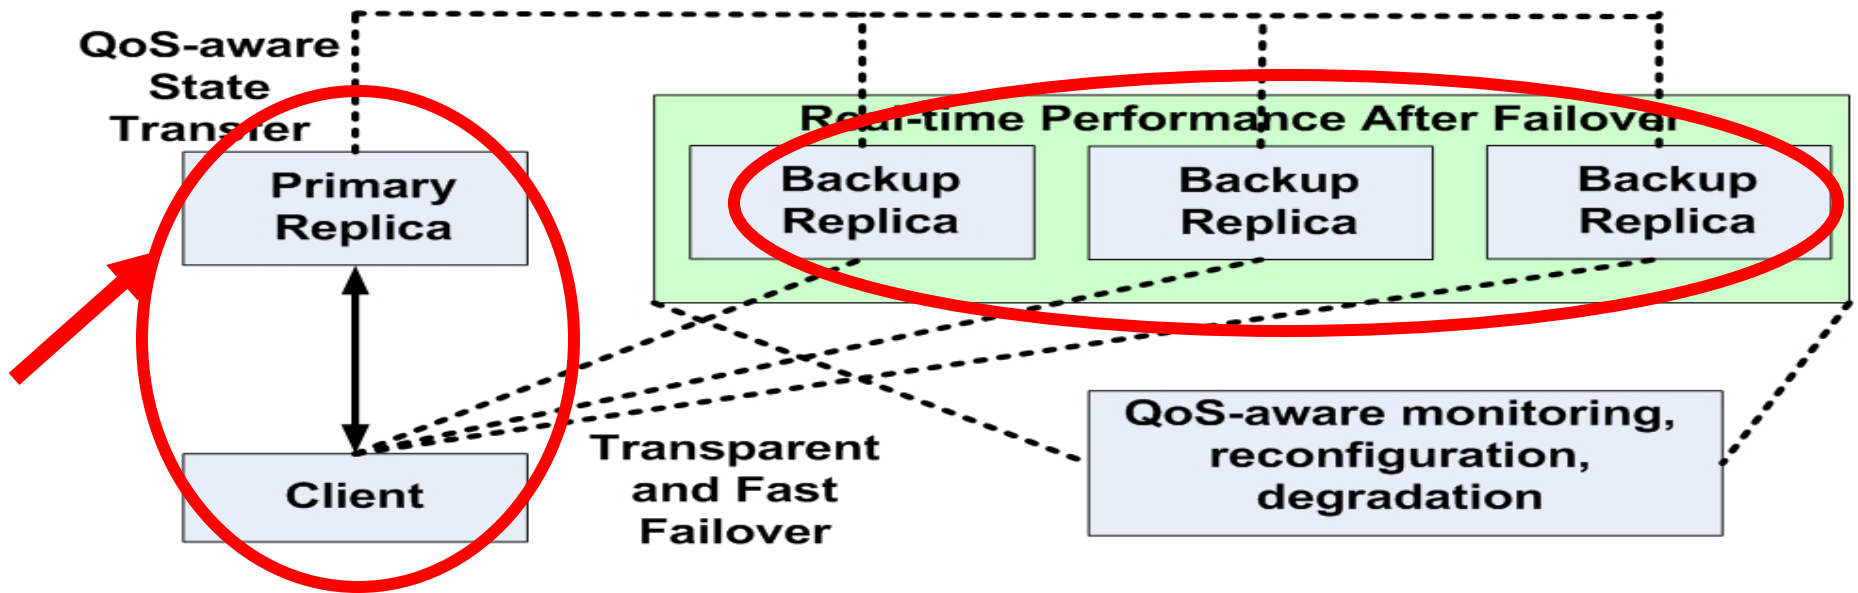 QoS-aware
State
Transfer
Real-time Performance After Failover
Primary
Replica
Backup
Replica
Backup
Replica
Backup
Replica
Client
Transparent
and Fast
Failover
QoS-aware monitoring,
reconfiguration,
degradation